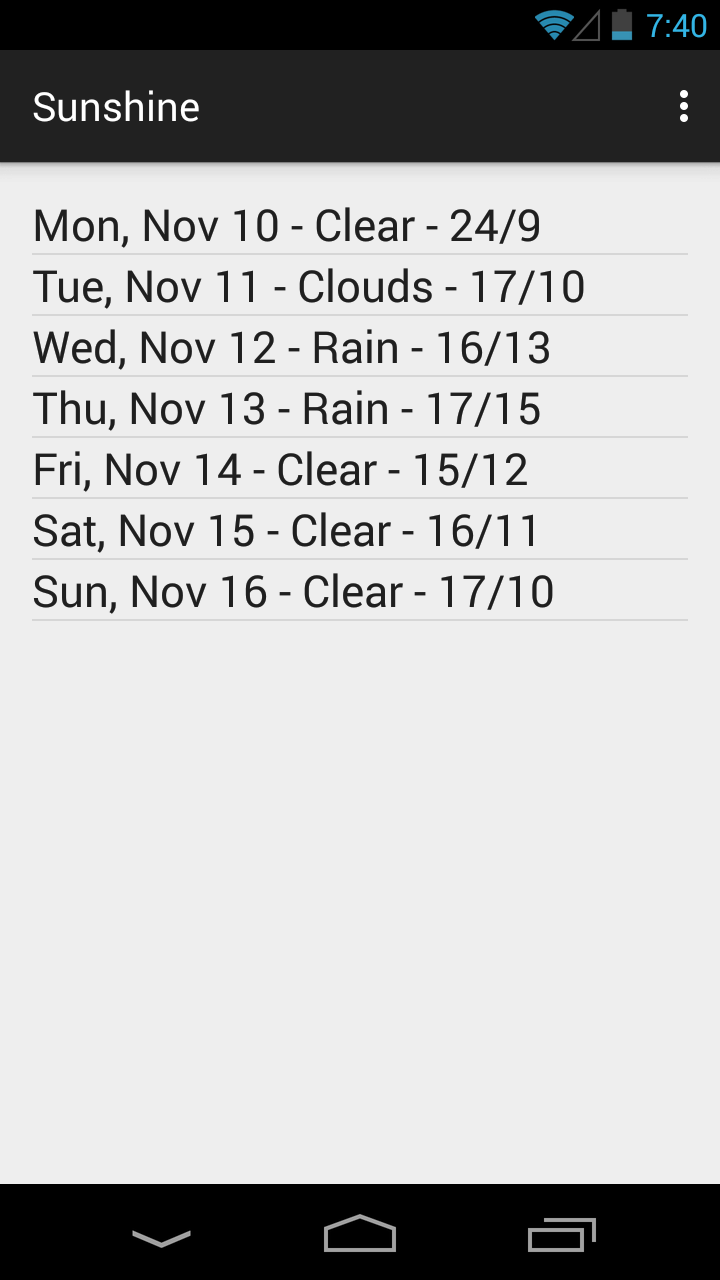 7:40
Sunshine
Mon, Nov 10 - Clear - 24/9
Tue, Nov 11 - Clouds - 17/10
Wed, Nov 12 - Rain - 16/13
Thu, Nov 13 - Rain - 17/15
Fri, Nov 14 - Clear - 15/12
Sat, Nov 15 - Clear - 16/11
Sun, Nov 16 - Clear - 17/10